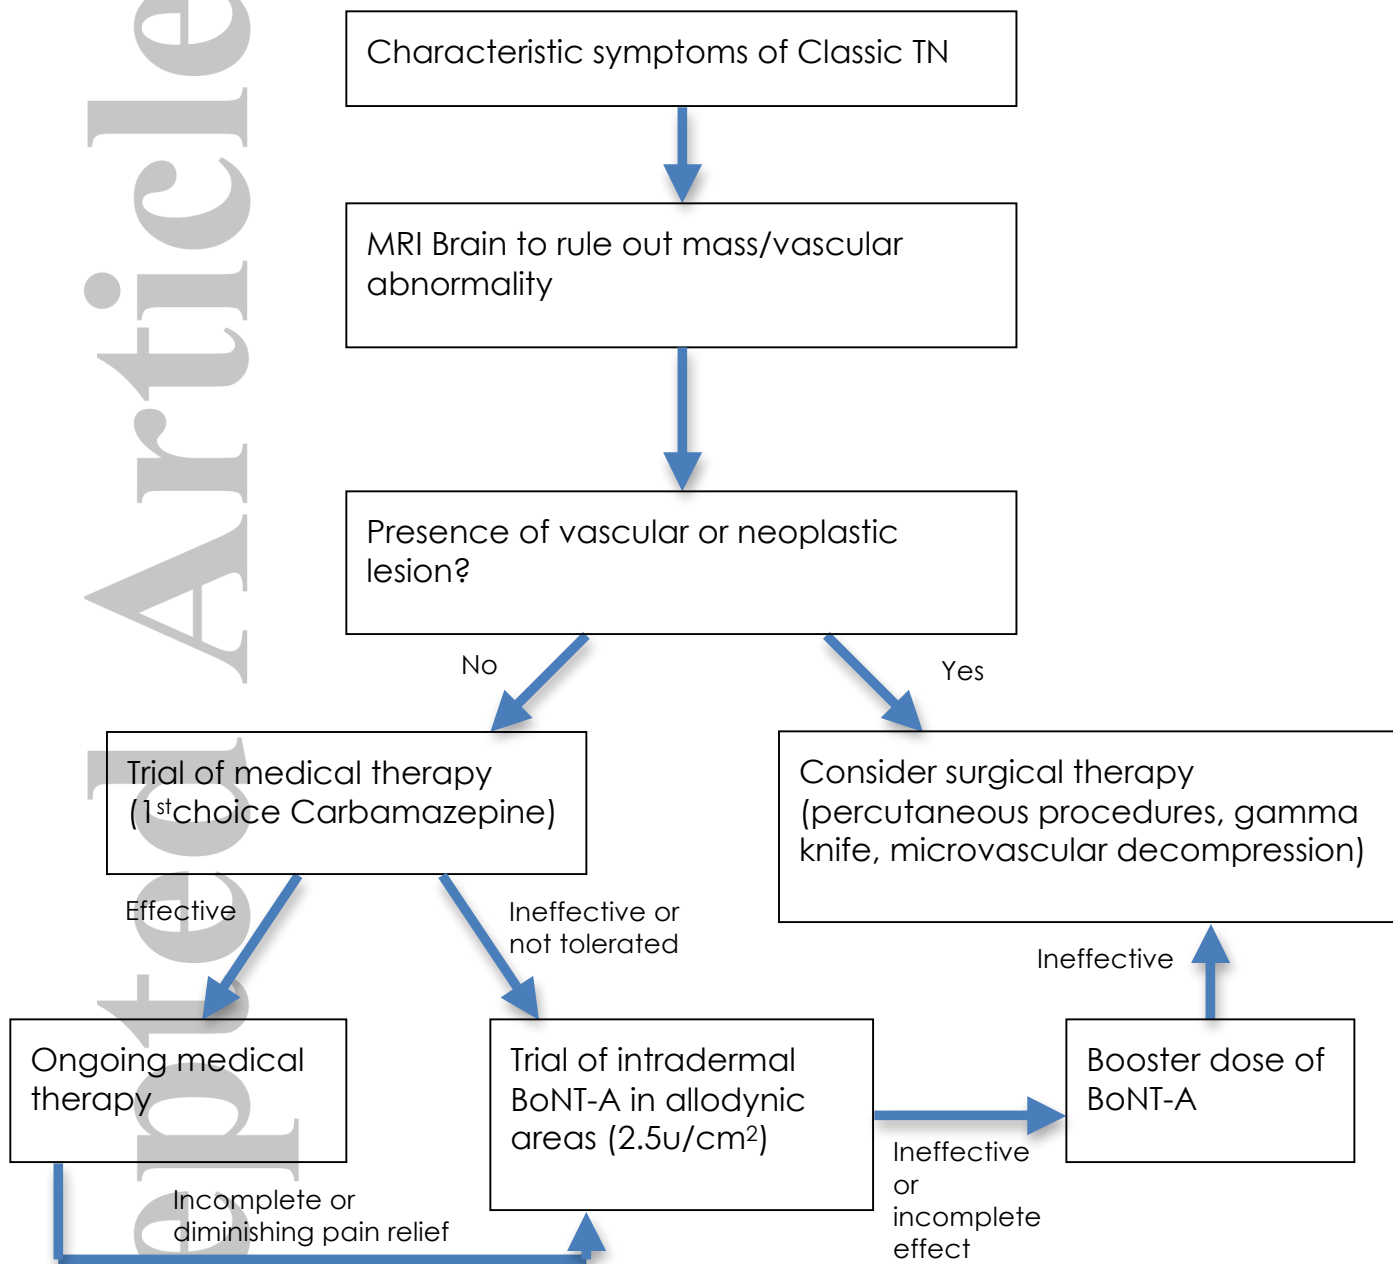 Characteristic symptoms of Classic TN
MRI Brain to rule out mass/vascular
abnormality
Presence of vascular or neoplastic
lesion?
No
Yes
Trial of medical therapy
(1stchoice Carbamazepine)
Consider surgical therapy
(percutaneous procedures, gamma
knife, microvascular decompression)
Effective
Ineffective or
not tolerated
Ineffective
Ongoing medical
therapy
Trial of intradermal
BoNT-A in allodynic
areas (2.5u/cm²)
Booster dose of
BoNT-A
Incomplete or
diminishing pain relief
Ineffective
or
incomplete
effect
epted Article